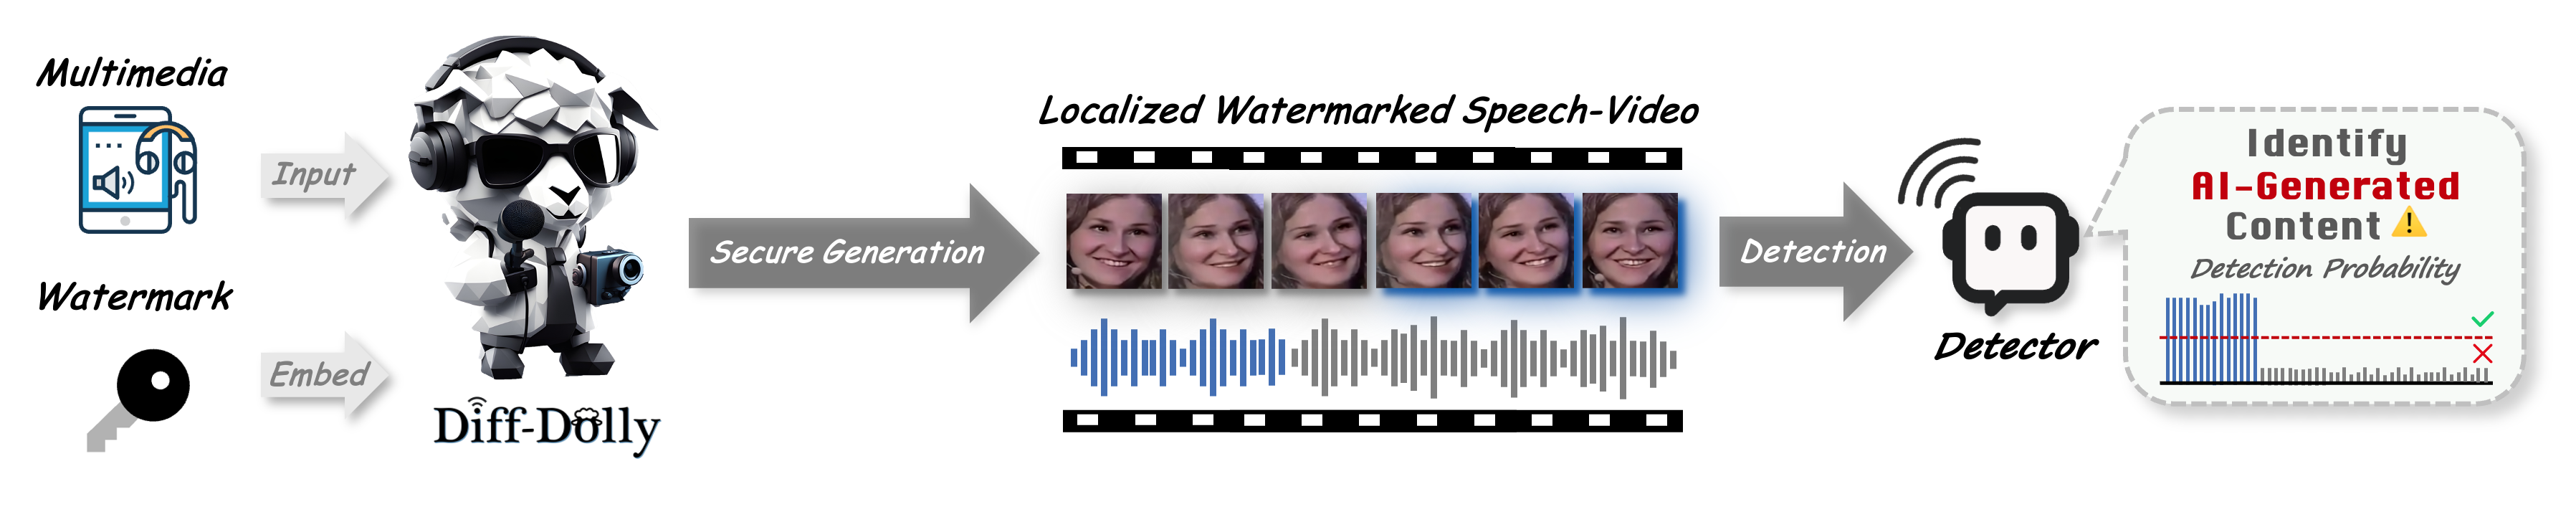 Multimedia
Input
Watermark
Embed
Diff-Dolly
Secure Generation
Localized Watermarked Speech-Video
Detection
Detector
Identify
AI-Generated
Content
Detection Probability